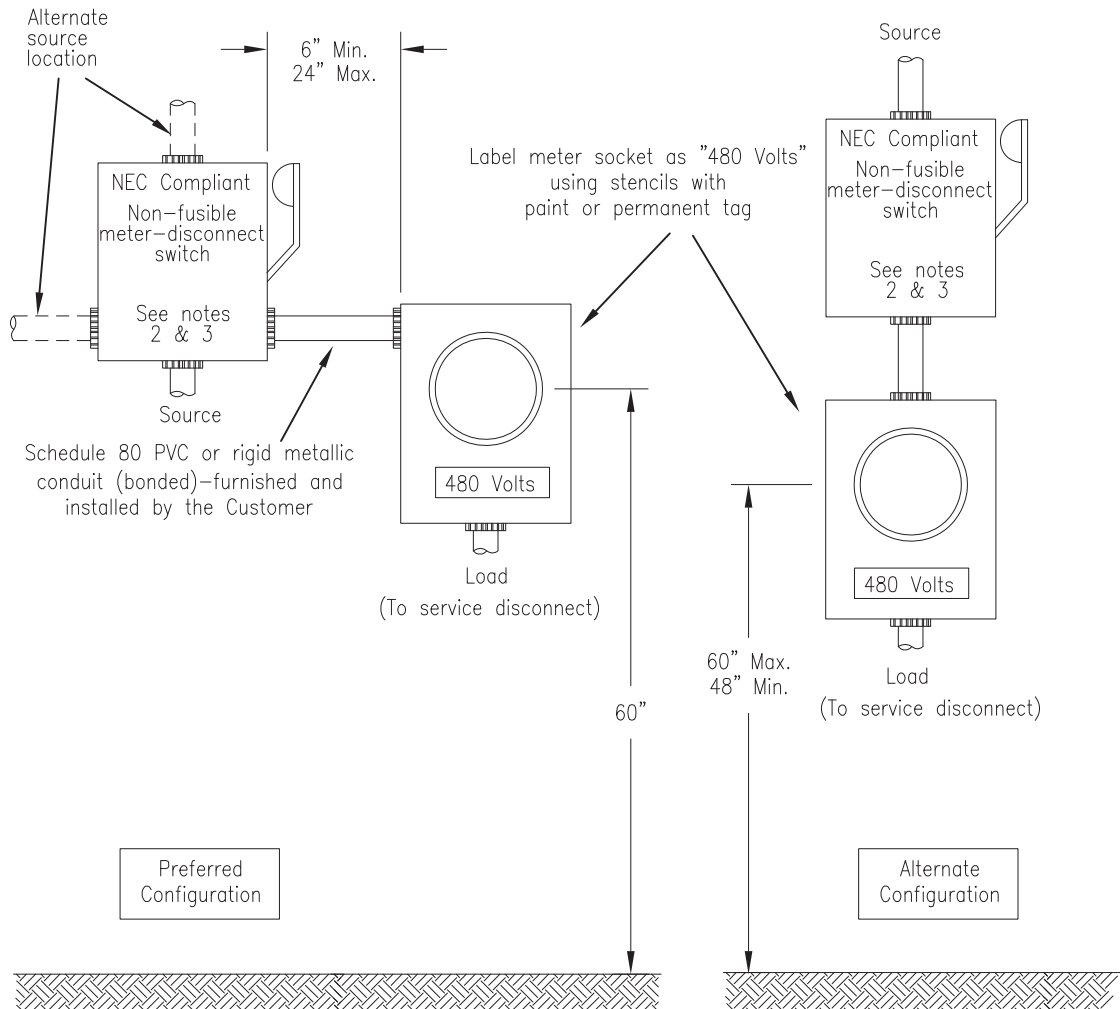 Alternate
source
location
6" Min.
24" Max.
NEC Compliant
Non-fusible
meter-disconnect
switch
See notes
2 & 3
Source
Schedule 80 PVC or rigid metallic
conduit (bonded)-furnished and
installed by the Customer
480 Volts
Load
(To service disconnect)
60"
Preferred
Configuration
Label meter socket as "480 Volts"
using stencils with
paint or permanent tag
Source
NEC Compliant
Non-fusible
meter-disconnect
switch
See notes
2 & 3
480 Volts
60" Max.
48" Min.
Load
(To service disconnect)
Alternate
Configuration